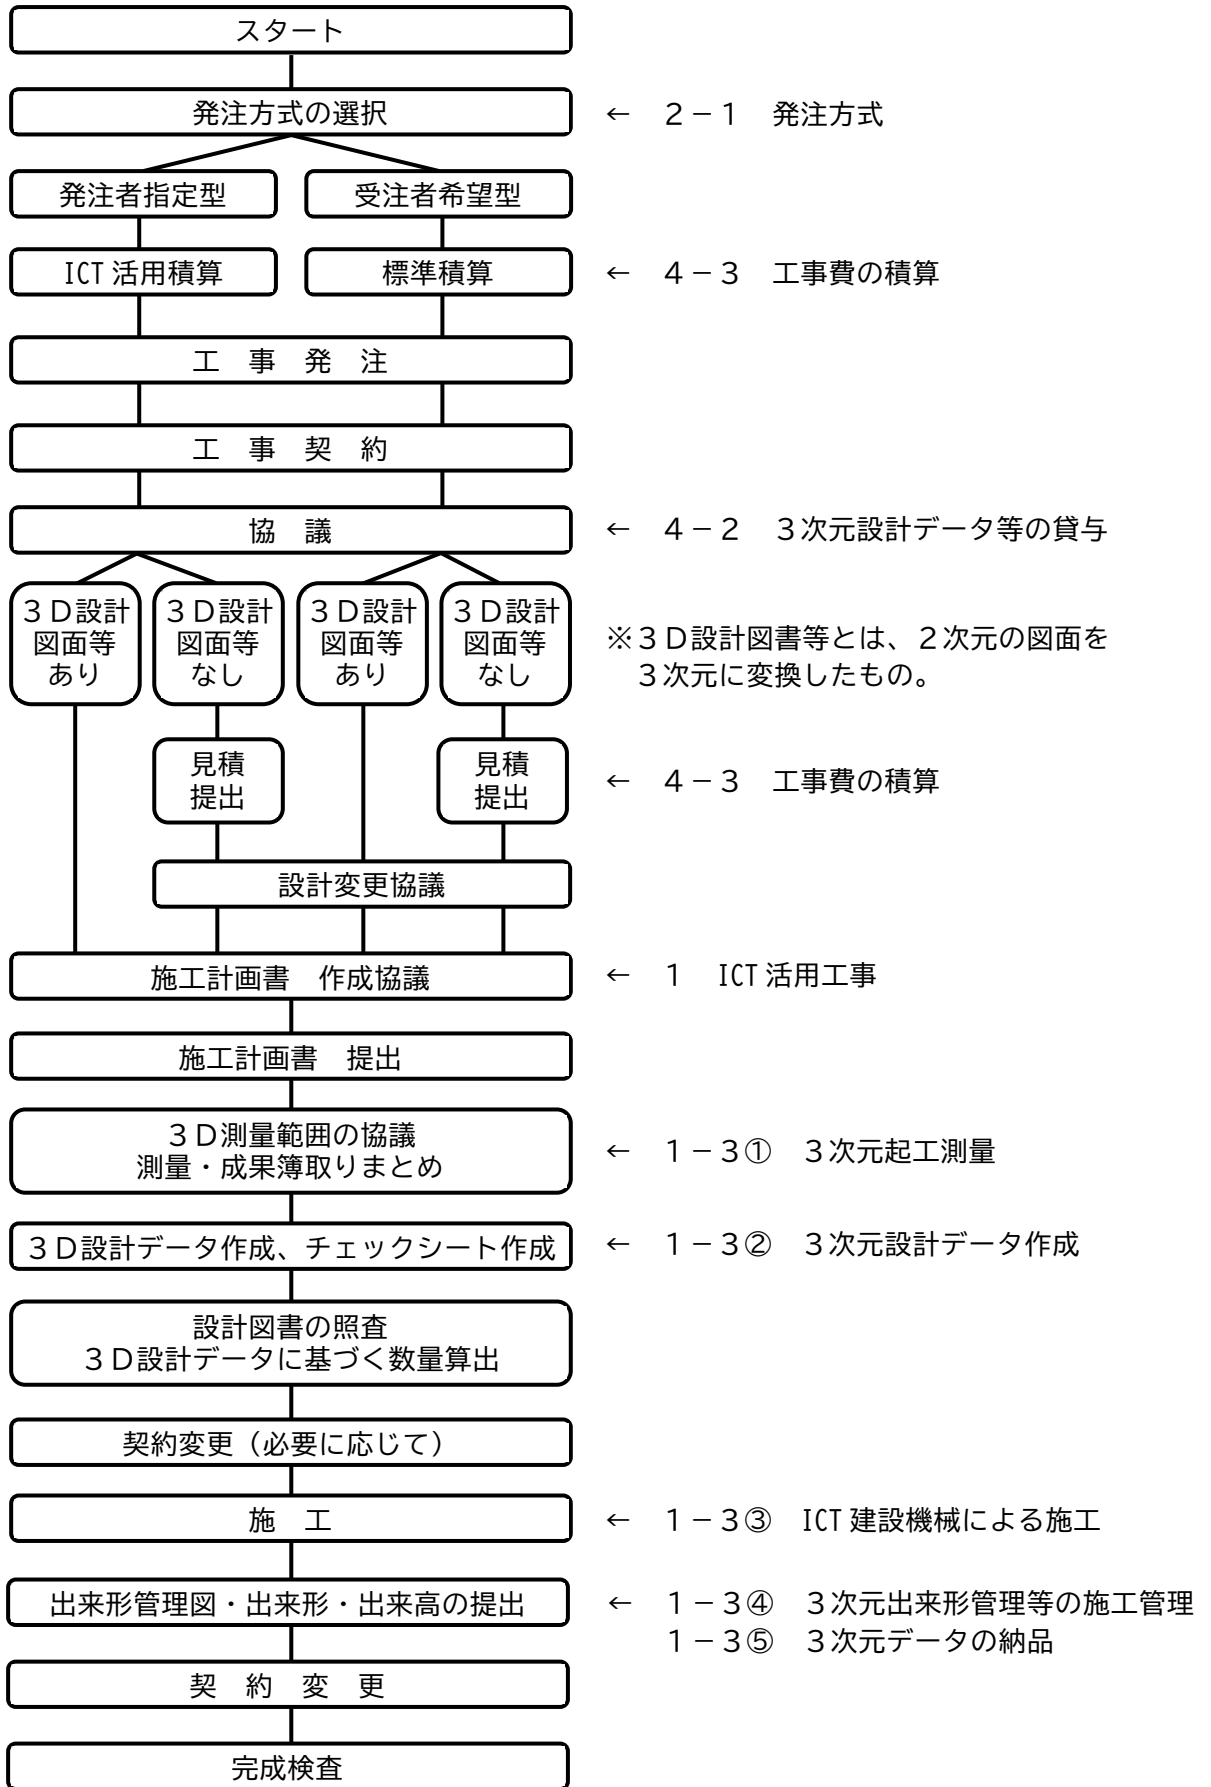 スタート
発注方式の選択
← 2-1 発注方式
発注者指定型
受注者希望型
ICT活用積算
標準積算
← 4-3 工事費の積算
工 事 発 注
工 事 契 約
協 議
← 4-2 3次元設計データ等の貸与
3D設計
図面等
あり
3D設計
図面等
なし
3D設計
図面等
あり
3D設計
図面等
なし
※3D設計図書等とは、2次元の図面を
3次元に変換したもの。
見積
提出
見積
提出
← 4-3 工事費の積算
設計変更協議
施工計画書 作成協議
← 1 ICT活用工事
施工計画書 提出
3D測量範囲の協議
測量・成果簿取りまとめ
← 1-3① 3次元起工測量
3D設計データ作成、チェックシート作成
← 1-3② 3次元設計データ作成
設計図書の照査
3D設計データに基づく数量算出
契約変更(必要に応じて)
施 工
← 1-3③ ICT建設機械による施工
出来形管理図・出来形・出来高の提出
← 1-3④ 3次元出来形管理等の施工管理
1-3⑤ 3次元データの納品
契 約 変 更
完成検査